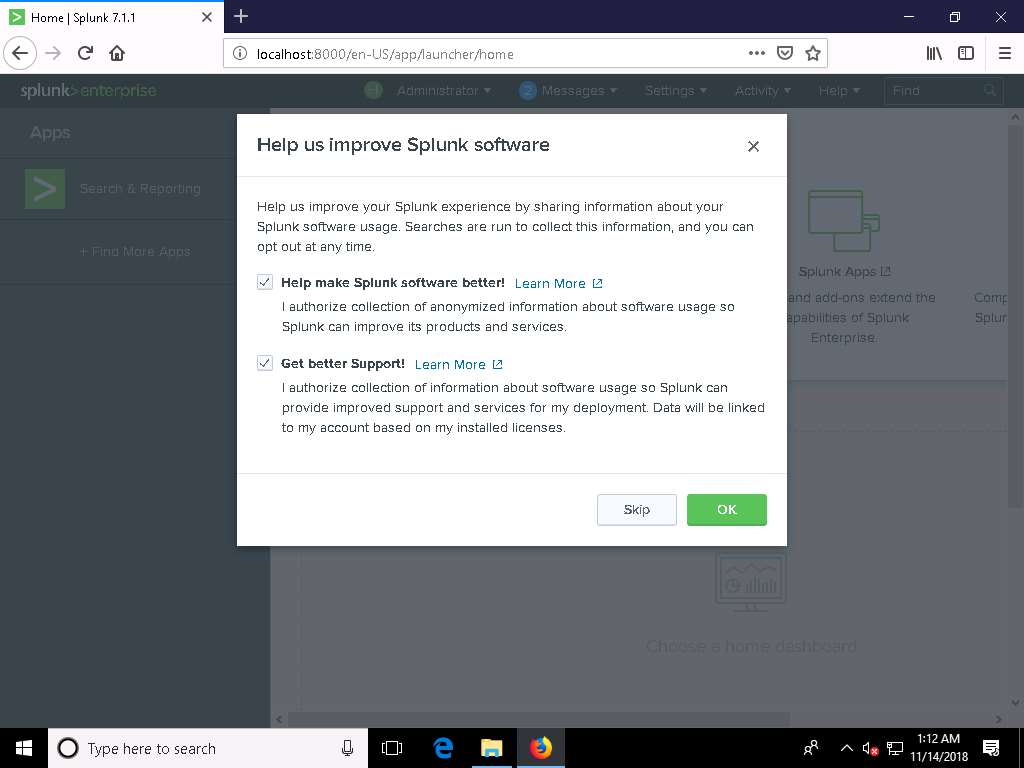 Home | Splunk 7.1.1
localhost:8000/en-US/app/launcher/home
splunk>enterprise
Administrator
2 Messages
Settings
Activity
Help
Find
Apps
Search & Reporting
+ Find More Apps
Help us improve Splunk software
Help us improve your Splunk experience by sharing information about your
Splunk software usage. Searches are run to collect this information, and you can
opt out at any time.
Help make Splunk software better! Learn More
I authorize collection of anonymized information about software usage so
Splunk can improve its products and services.
Get better Support! Learn More
I authorize collection of information about software usage so Splunk can
provide improved support and services for my deployment. Data will be linked
to my account based on my installed licenses.
Skip
OK
Splunk Apps
and add-ons extend the
capabilities of Splunk
Enterprise.
Choose a home dashboard
Type here to search
1:12 AM
11/14/2018